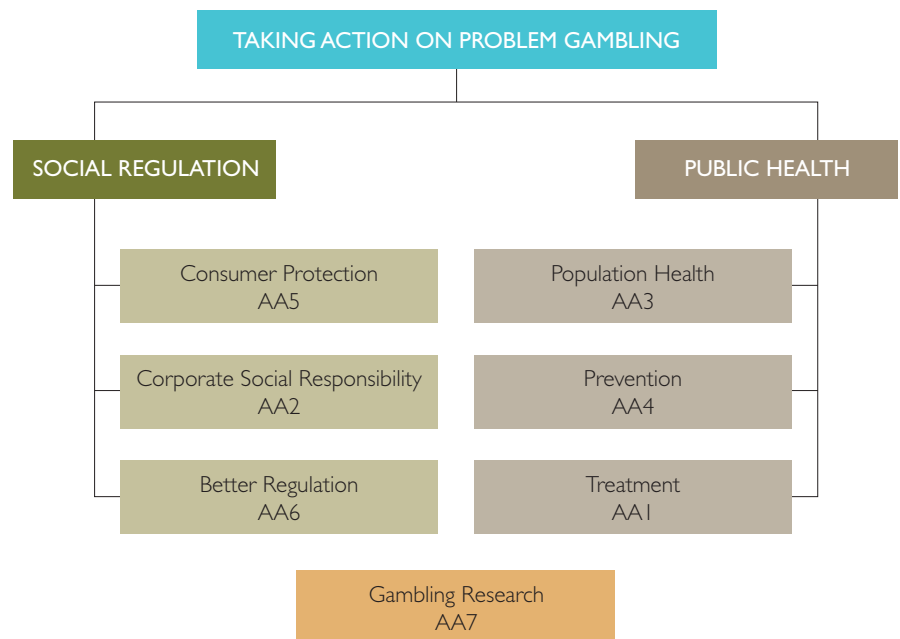 TAKING ACTION ON PROBLEM GAMBLING
SOCIAL REGULATION
PUBLIC HEALTH
Consumer Protection
AA5
Population Health
AA3
Corporate Social Responsibility
AA2
Prevention
AA4
Better Regulation
AA6
Treatment
AA1
Gambling Research
AA7